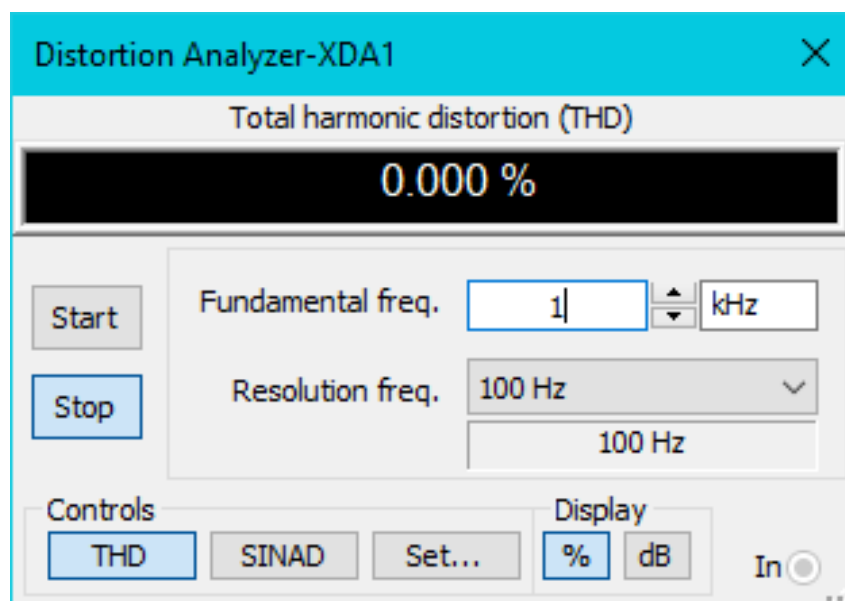 Distortion Analyzer-XDA1
Total harmonic distortion (THD)
0.000 %
Start
Fundamental freq.
1
kHz
Stop
Resolution freq.
100 Hz
100 Hz
Controls
THD
SINAD
Set...
Display
%
dB
In